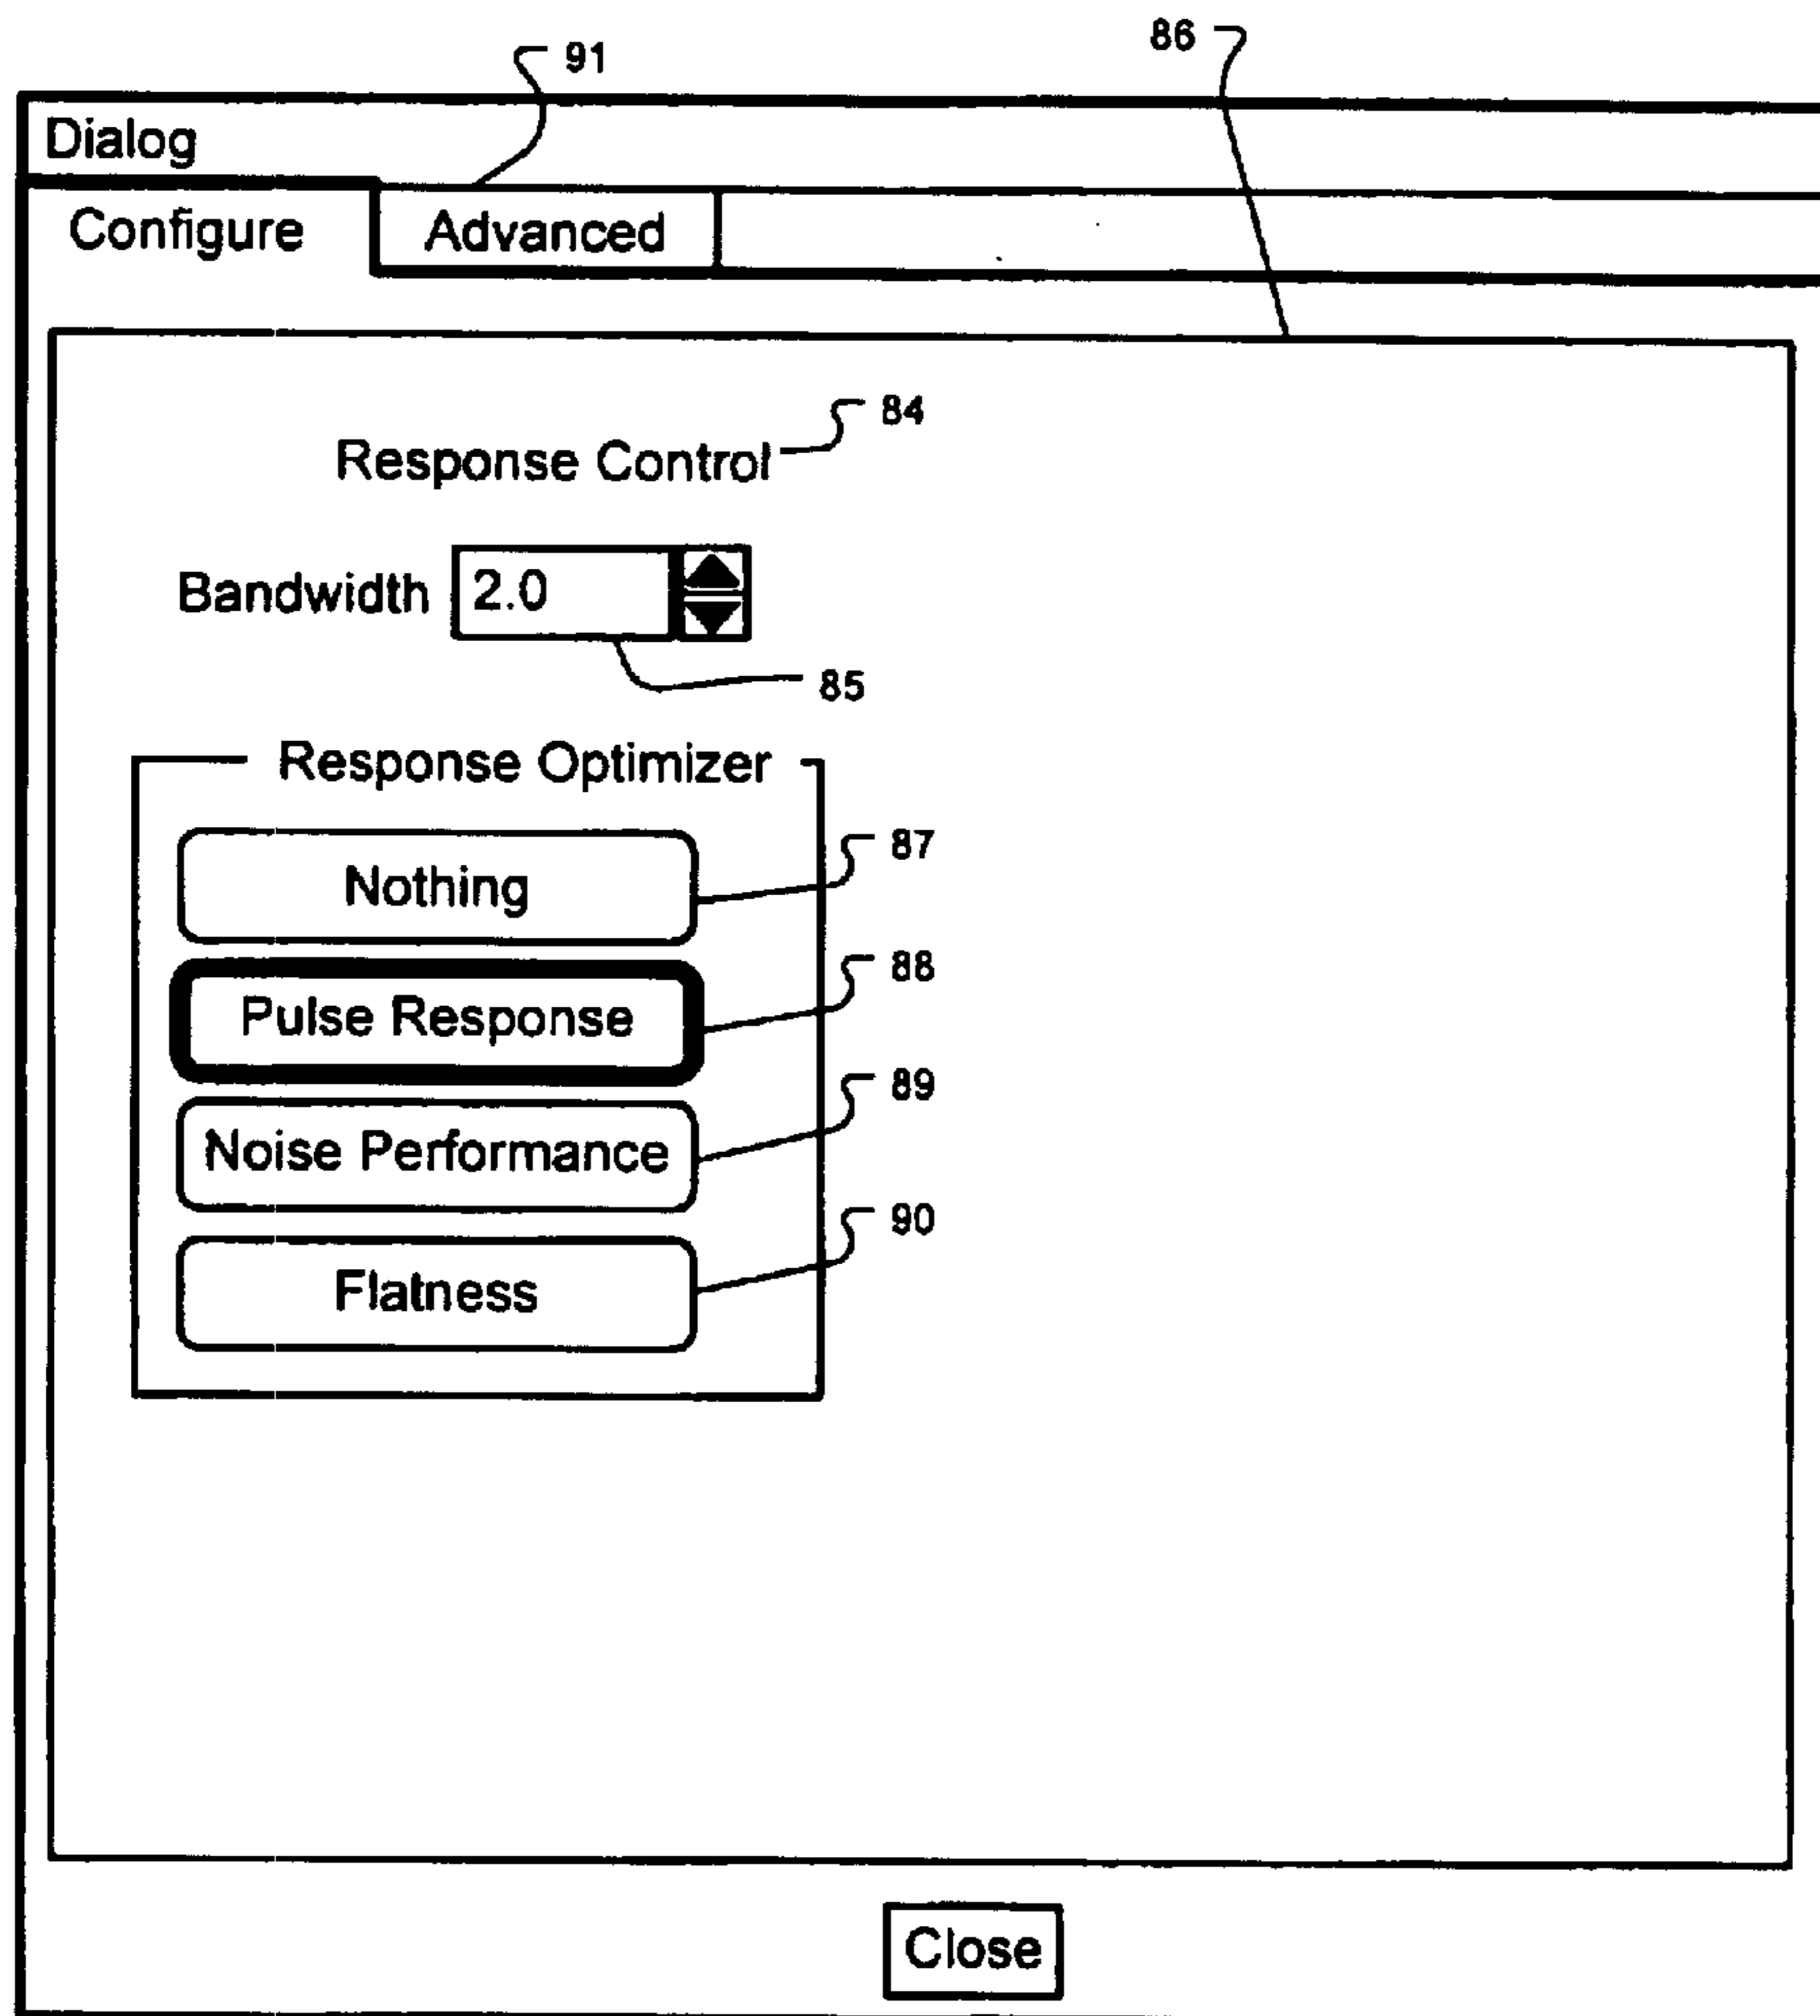 91
86
Dialog
Configure
Advanced
84
Response Control
Bandwidth 2.0
85
Response Optimizer
Nothing
87
Pulse Response
88
Noise Performance
89
Flatness
90
Close